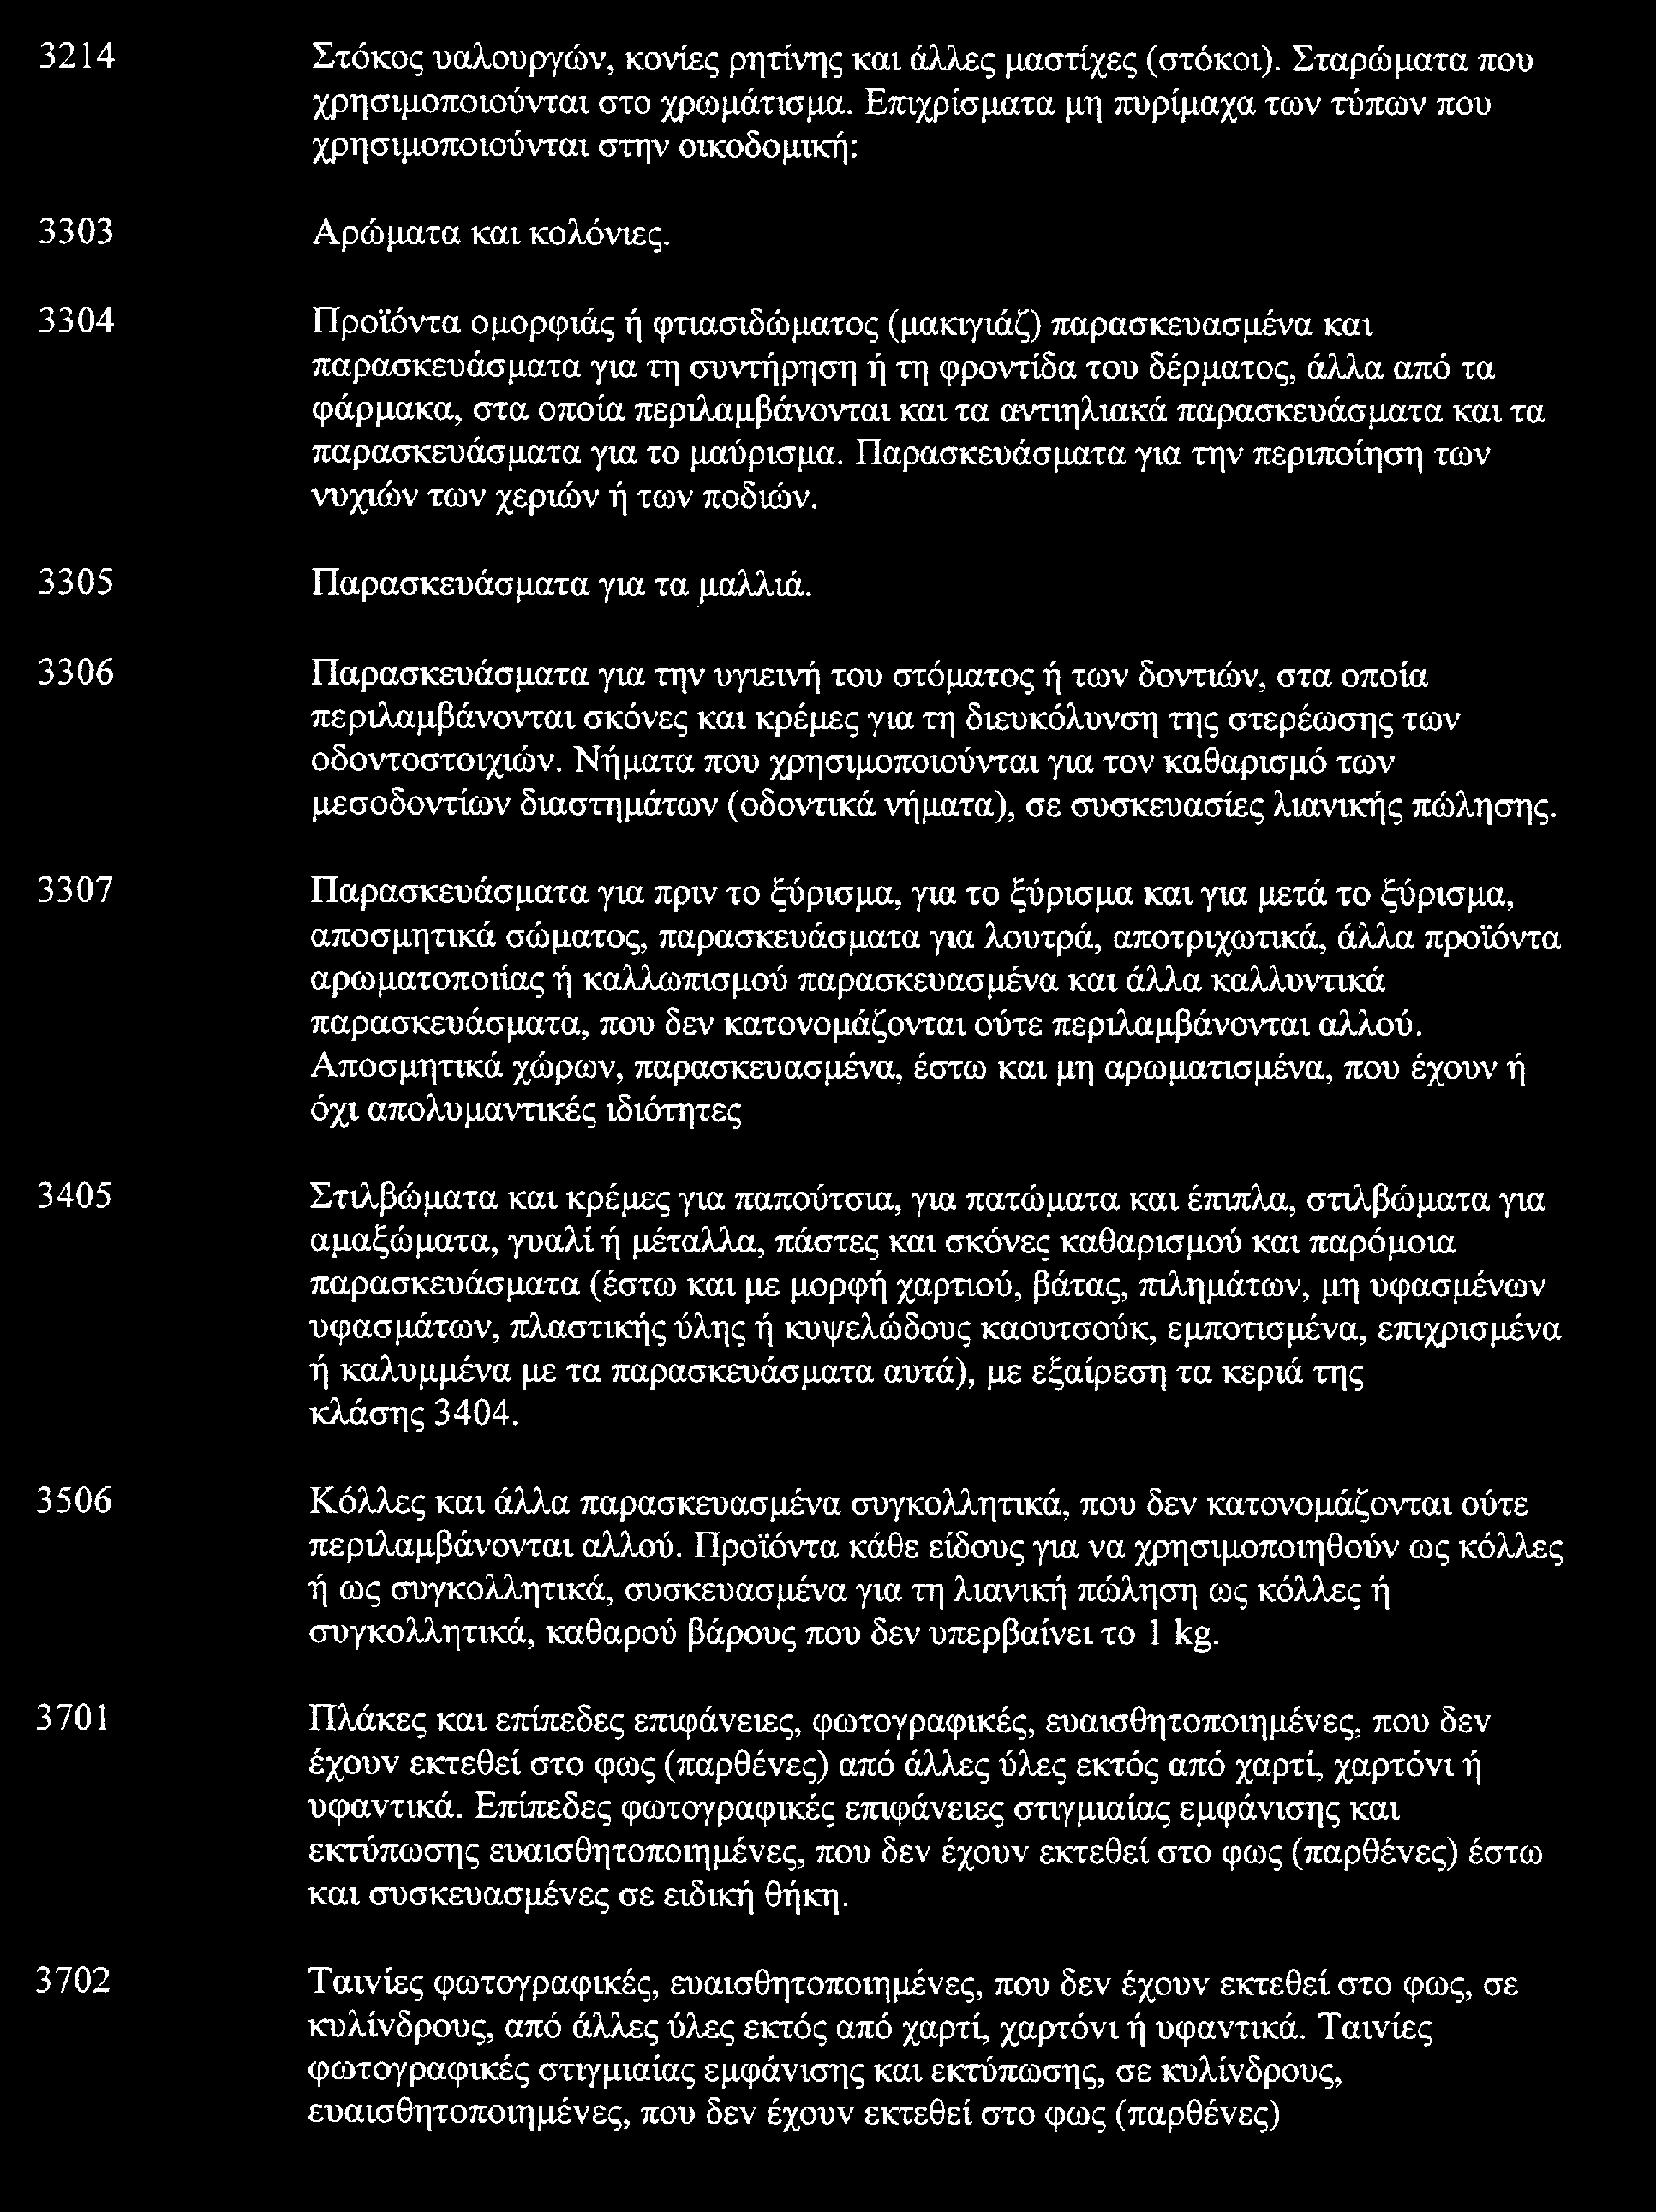 3214 Στόκος υαλουργών, κονίες ρητίνης και άλλες μαστίχες (στόκοι). Σταρώματα που
χρησιμοποιούνται στο χρωμάτισμα. Επιχρίσματα μη πυρίμαχα των τύπων που
χρησιμοποιούνται στην οικοδομική:
3303 Αρώματα και κολόνιες.
3304 Προϊόντα ομορφιάς ή φτιασιδώματος (μακιγιάζ) παρασκευασμένα και
παρασκευάσματα για τη συντήρηση ή τη φροντίδα του δέρματος, άλλα από τα
φάρμακα, στα οποία περιλαμβάνονται και τα αντιηλιακά παρασκευάσματα και τα
παρασκευάσματα για το μαύρισμα. Παρασκευάσματα για την περιποίηση των
νυχιών των χεριών ή των ποδιών.
3305 Παρασκευάσματα για τα μαλλιά.
3306 Παρασκευάσματα για την υγιεινή του στόματος ή των δοντιών, στα οποία
περιλαμβάνονται σκόνες και κρέμες για τη διευκόλυνση της στερέωσης των
οδοντοστοιχιών. Νήματα που χρησιμοποιούνται για τον καθαρισμό των
μεσοδοντίων διαστημάτων (οδοντικά νήματα), σε συσκευασίες λιανικής πώλησης.
3307 Παρασκευάσματα για πριν το ξύρισμα, για το ξύρισμα και για μετά το ξύρισμα,
αποσμητικά σώματος, παρασκευάσματα για λουτρά, αποτριχωτικά, άλλα προϊόντα
αρωματοποιίας ή καλλωπισμού παρασκευασμένα και άλλα καλλυντικά
παρασκευάσματα, που δεν κατονομάζονται ούτε περιλαμβάνονται αλλού.
Αποσμητικά χώρων, παρασκευασμένα, έστω και μη αρωματισμένα, που έχουν ή
όχι απολυμαντικές ιδιότητες
3405 Στιλβώματα και κρέμες για παπούτσια, για πατώματα και έπιπλα, στιλβώματα για
αμαξώματα, γυαλί ή μέταλλα, πάστες και σκόνες καθαρισμού και παρόμοια
παρασκευάσματα (έστω και με μορφή χαρτιού, βάτας, πιλημάτων, μη υφασμένων
υφασμάτων, πλαστικής ύλης ή κυψελώδους καουτσούκ, εμποτισμένα, επιχρισμένα
ή καλυμμένα με τα παρασκευάσματα αυτά), με εξαίρεση τα κεριά της
κλάσης 3404.
3506 Κόλλες και άλλα παρασκευασμένα συγκολλητικά, που δεν κατονομάζονται ούτε
περιλαμβάνονται αλλού. Προϊόντα κάθε είδους για να χρησιμοποιηθούν ως κόλλες
ή ως συγκολλητικά, συσκευασμένα για τη λιανική πώληση ως κόλλες ή
συγκολλητικά, καθαρού βάρους που δεν υπερβαίνει το 1 kg.
3701 Πλάκες και επίπεδες επιφάνειες, φωτογραφικές, ευαισθητοποιημένες, που δεν
έχουν εκτεθεί στο φως (παρθένες) από άλλες ύλες εκτός από χαρτί, χαρτόνι ή
υφαντικά. Επίπεδες φωτογραφικές επιφάνειες στιγμιαίας εμφάνισης και
εκτύπωσης ευαισθητοποιημένες, που δεν έχουν εκτεθεί στο φως (παρθένες) έστω
και συσκευασμένες σε ειδική θήκη.
3702 Ταινίες φωτογραφικές, ευαισθητοποιημένες, που δεν έχουν εκτεθεί στο φως, σε
κυλίνδρους, από άλλες ύλες εκτός από χαρτί, χαρτόνι ή υφαντικά. Ταινίες
φωτογραφικές στιγμιαίας εμφάνισης και εκτύπωσης, σε κυλίνδρους,
ευαισθητοποιημένες, που δεν έχουν εκτεθεί στο φως (παρθένες)